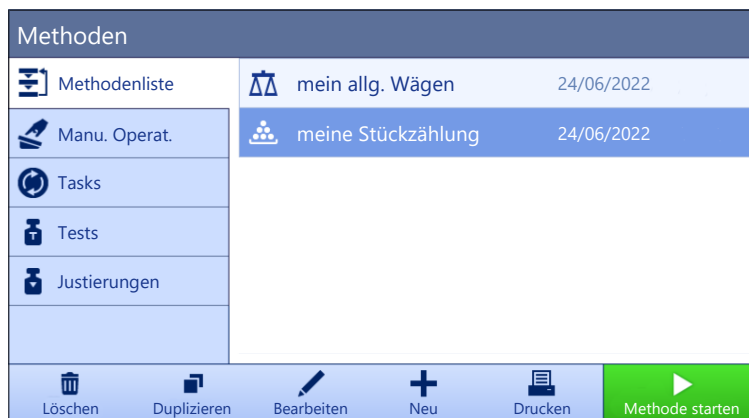 Methoden
Methodenliste
mein allg. Wägen 24/06/2022
Manu. Operat.
meine Stückzählung 24/06/2022
Tasks
Tests
Justierungen
Löschen Duplizieren Bearbeiten Neu Drucken Methode starten